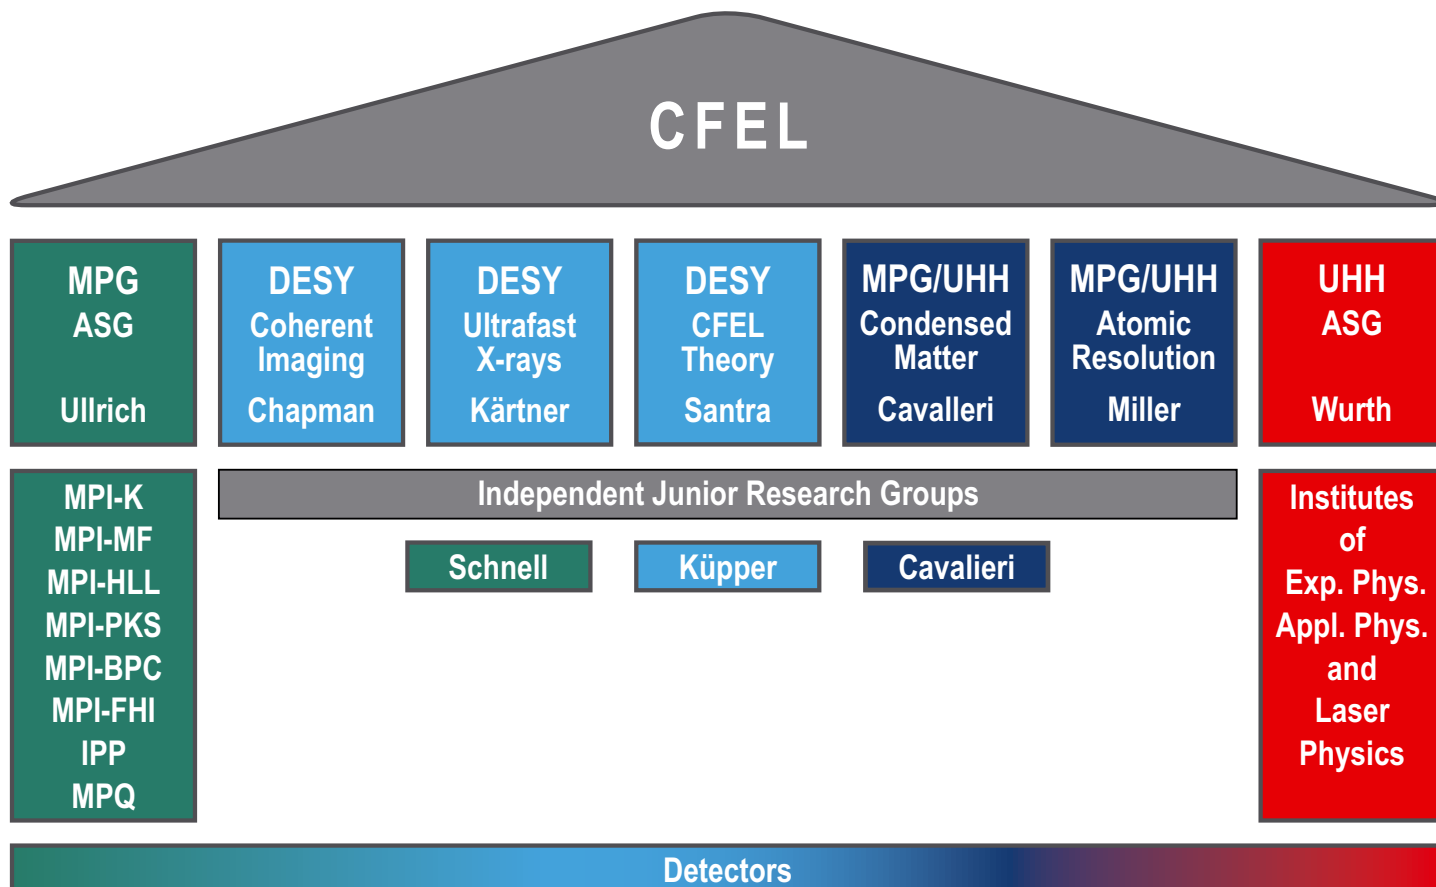 CFEL
MPG
ASG
Ullrich
DESY
Coherent
Imaging
Chapman
DESY
Ultrafast
X-rays
Kärtner
DESY
CFEL
Theory
Santra
MPG/UHH
Condensed
Matter
Cavalleri
MPG/UHH
Atomic
Resolution
Miller
UHH
ASG
Wurth
MPI-K
MPI-MF
MPI-HLL
MPI-PKS
MPI-BPC
MPI-FHI
IPP
MPQ
Independent Junior Research Groups
Schnell
Küpper
Cavalieri
Institutes
of
Exp. Phys.
Appl. Phys.
and
Laser
Physics
Detectors